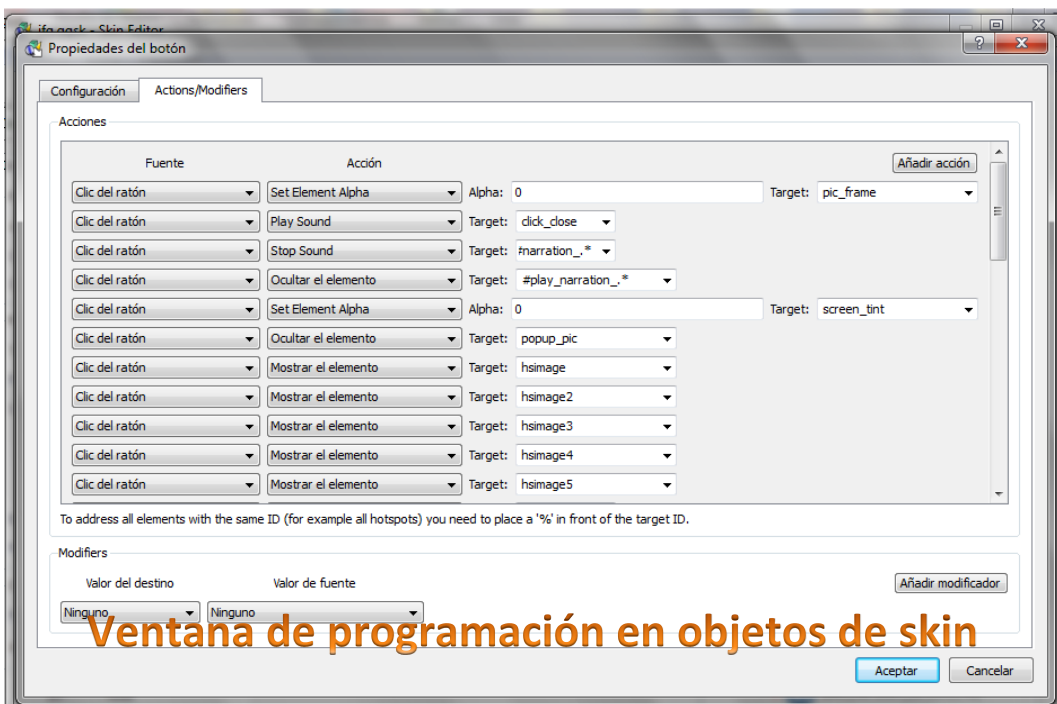 ifa.ggsk - Skin Editor
Propiedades del botón
Configuración Actions/Modifiers
Acciones
Fuente Acción Añadir acción
Clic del ratón Set Element Alpha Alpha: 0 Target: pic_frame
Clic del ratón Play Sound Target: click_close
Clic del ratón Stop Sound Target: #narration_.*
Clic del ratón Ocultar el elemento Target: #play_narration_.*
Clic del ratón Set Element Alpha Alpha: 0 Target: screen_tint
Clic del ratón Ocultar el elemento Target: popup_pic
Clic del ratón Mostrar el elemento Target: hsimage
Clic del ratón Mostrar el elemento Target: hsimage2
Clic del ratón Mostrar el elemento Target: hsimage3
Clic del ratón Mostrar el elemento Target: hsimage4
Clic del ratón Mostrar el elemento Target: hsimage5
To address all elements with the same ID (for example all hotspots) you need to place a '%' in front of the target ID.
Modifiers
Valor del destino Valor de fuente Añadir modificador
Ninguno Ninguno
Ventana de programación en objetos de skin
Aceptar Cancelar